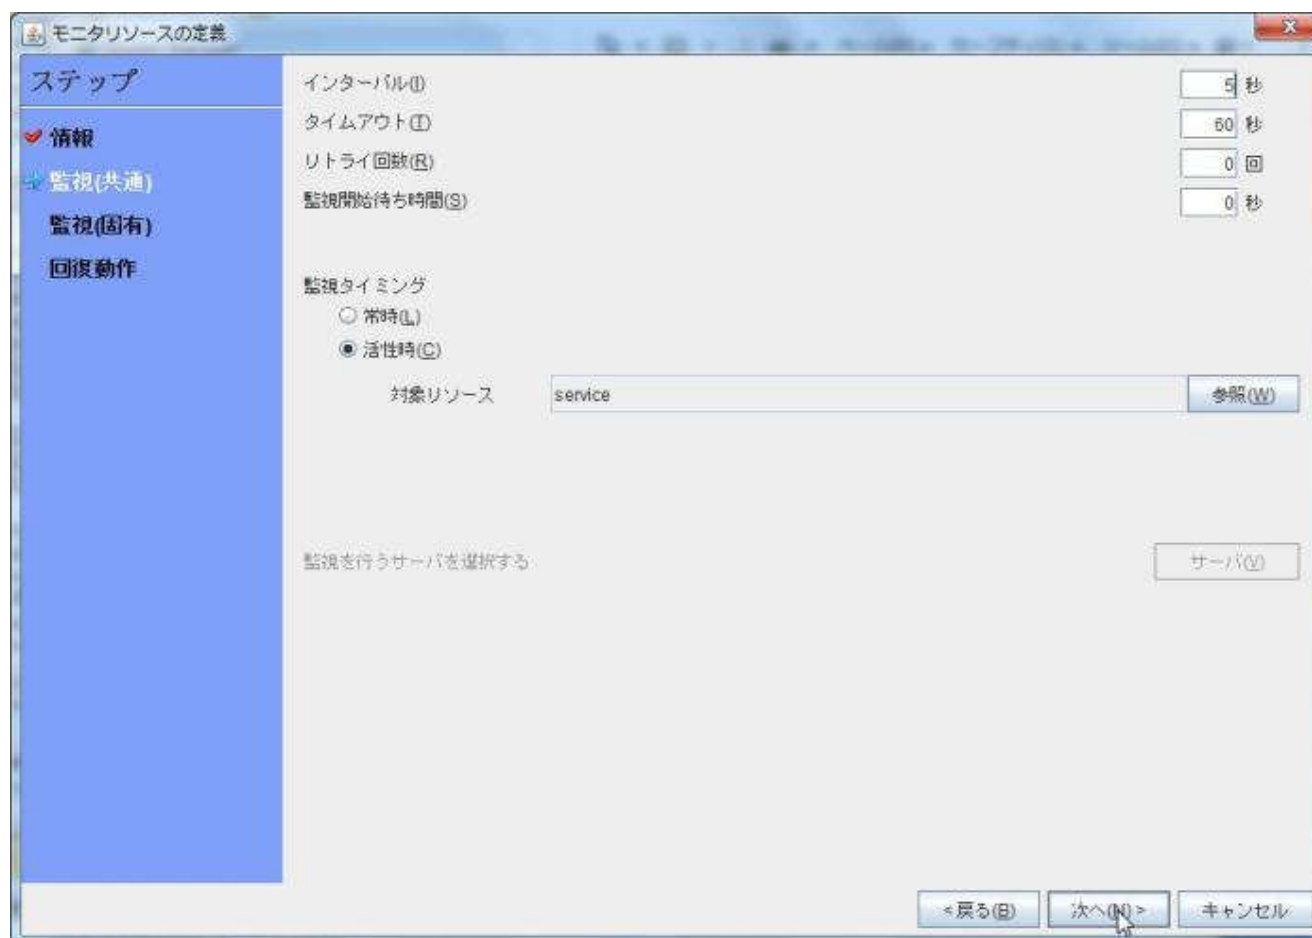 モニタリソースの定義
ステップ
情報
監視(共通)
監視(固有)
回復動作
インターバル(I) 5 秒
タイムアウト(T) 60 秒
リトライ回数(R) 0 回
監視開始待ち時間(S) 0 秒
監視タイミング
常時(L)
活性時(C)
対象リソース service 参照(W)
監視を行うサーバを選択する サーバ(V)
<戻る(B) 次へ(N)> キャンセル